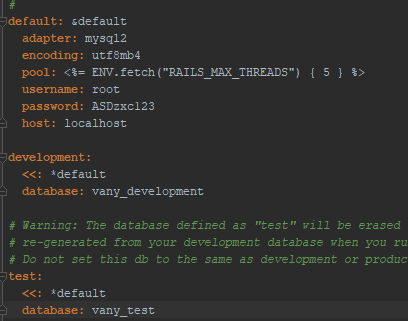 #
default: &default
  adapter: mysql2
  encoding: utf8mb4
  pool: <%= ENV.fetch("RAILS_MAX_THREADS") { 5 } %>
  username: root
  password: ASDzxc123
  host: localhost

development:
  <<: *default
  database: vany_development

# Warning: The database defined as "test" will be erased
# re-generated from your development database when you ru
# Do not set this db to the same as development or produc
test:
  <<: *default
  database: vany_test